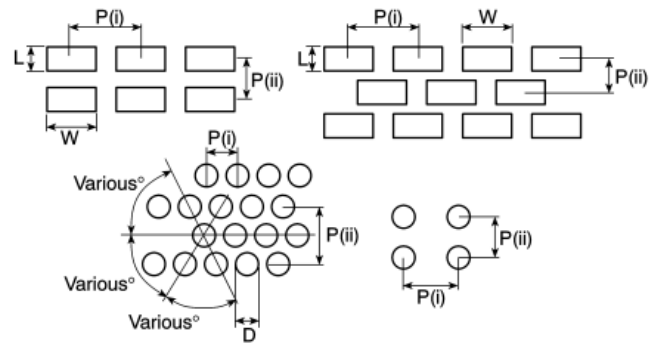 P(i)
L
P(ii)
W
P(i)
W
L
P(ii)
P(i)
Various°
P(ii)
Various°
Various°
D
P(ii)
P(i)